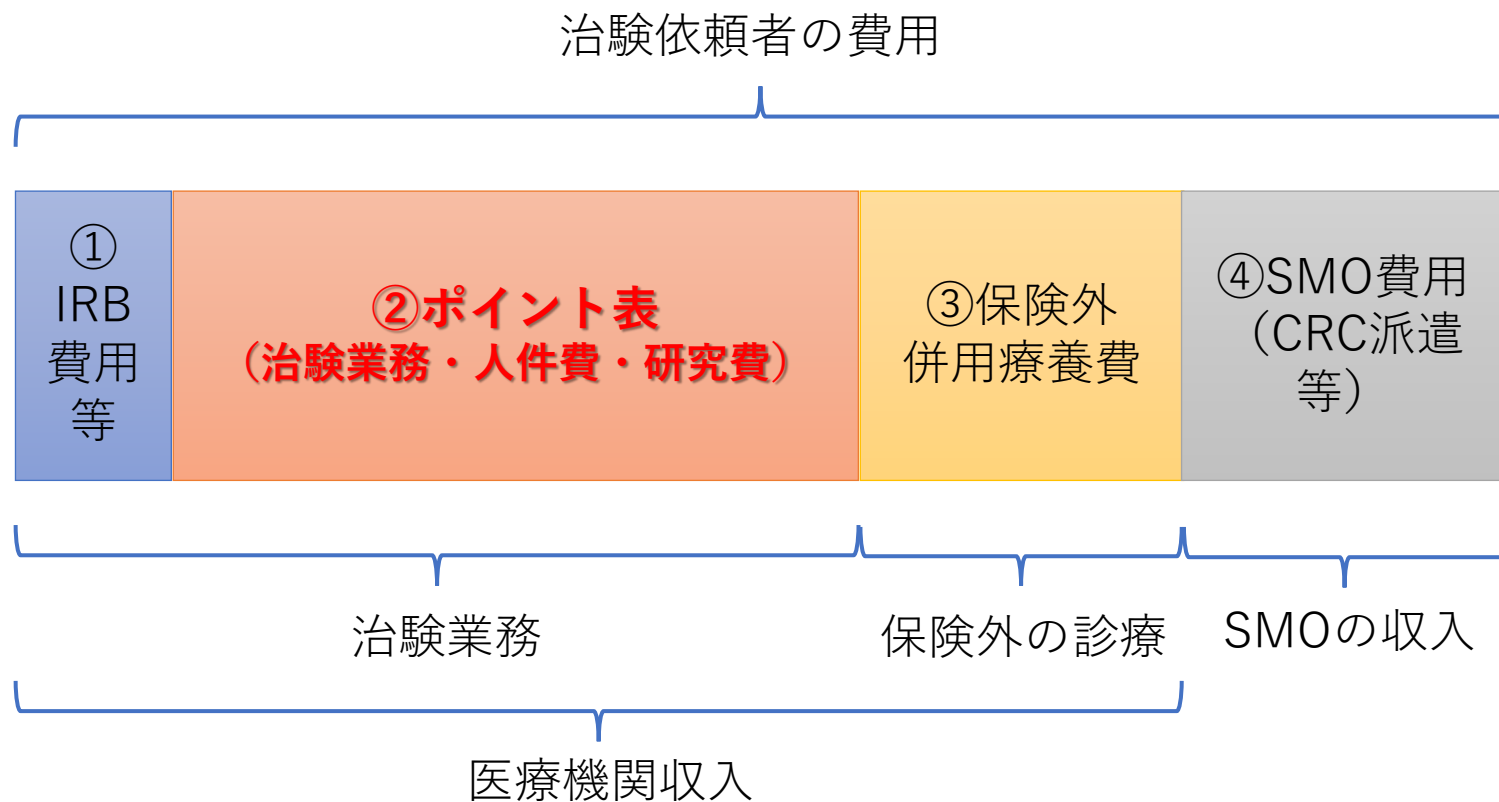 治験依頼者の費用
①
IRB
費用
等
②ポイント表
（治験業務・人件費・研究費）
③保険外
併用療養費
④SMO費用
（CRC派遣
等）
治験業務
保険外の診療
SMOの収入
医療機関収入